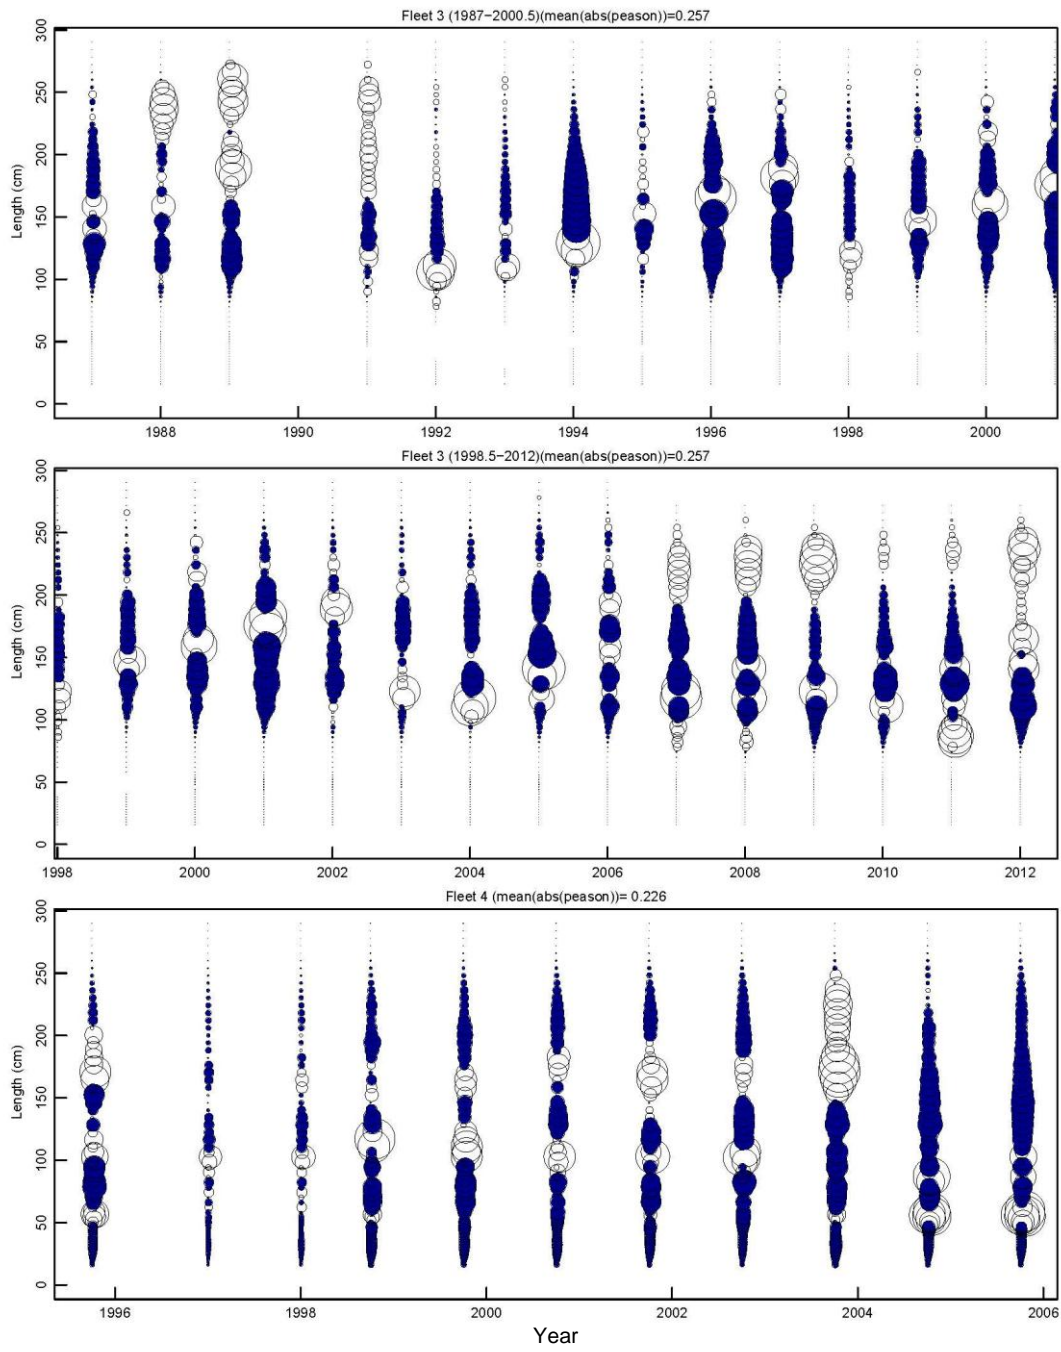 Fleet 3 (1987−2000.5)(mean(abs(peason))=0.257
300
250
200
150
100
50
0
Length (cm)
1988 1990 1992 1994 1996 1998 2000
Fleet 3 (1998.5−2012)(mean(abs(peason))=0.257
300
250
200
150
100
50
0
Length (cm)
1998 2000 2002 2004 2006 2008 2010 2012
Fleet 4 (mean(abs(peason))= 0.226
300
250
200
150
100
50
0
Length (cm)
1996 1998 2000 2002 2004 2006
Year